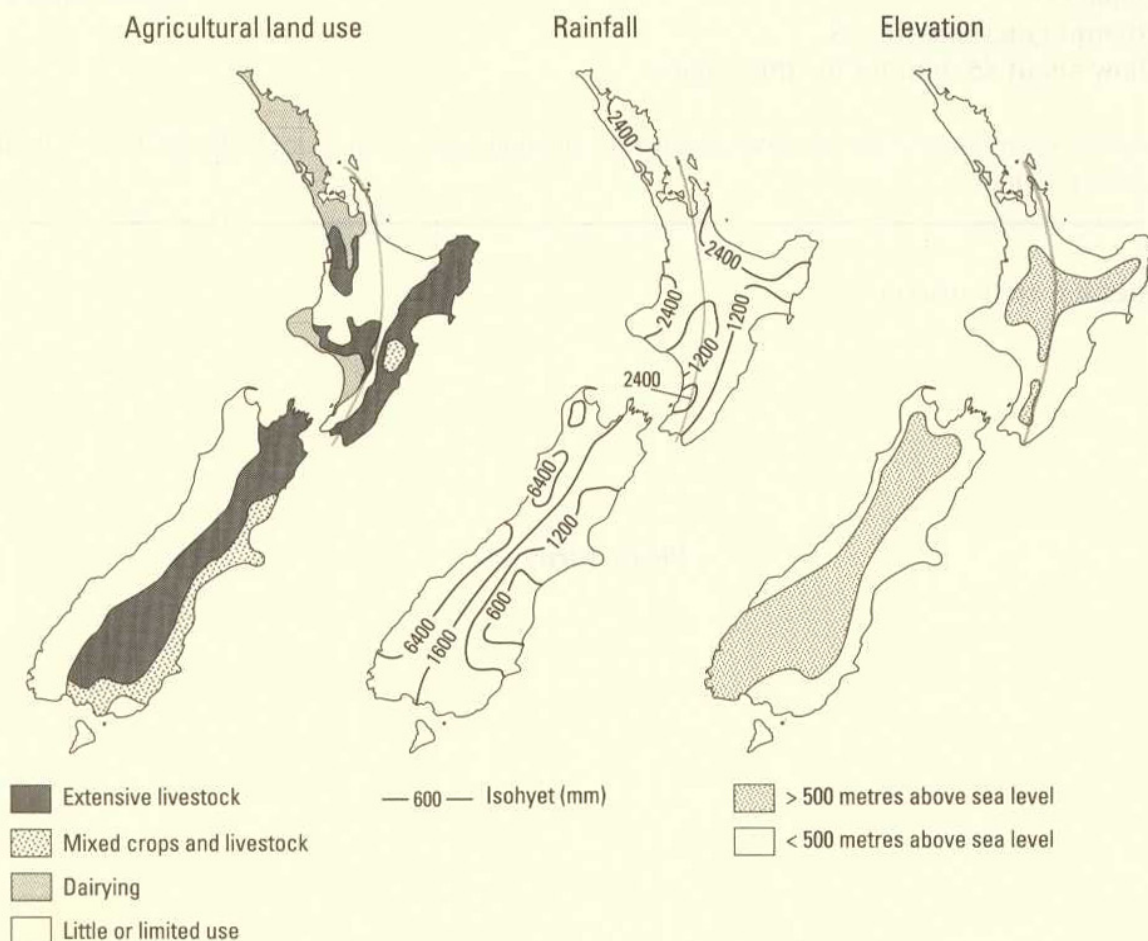 Agricultural land use
Rainfall
Elevation
2400
2400
2400
1200
1200
2400
6400
1200
600
6400
1600
Extensive livestock
Mixed crops and livestock
Dairying
Little or limited use
600 Isohyet (mm)
> 500 metres above sea level
< 500 metres above sea level